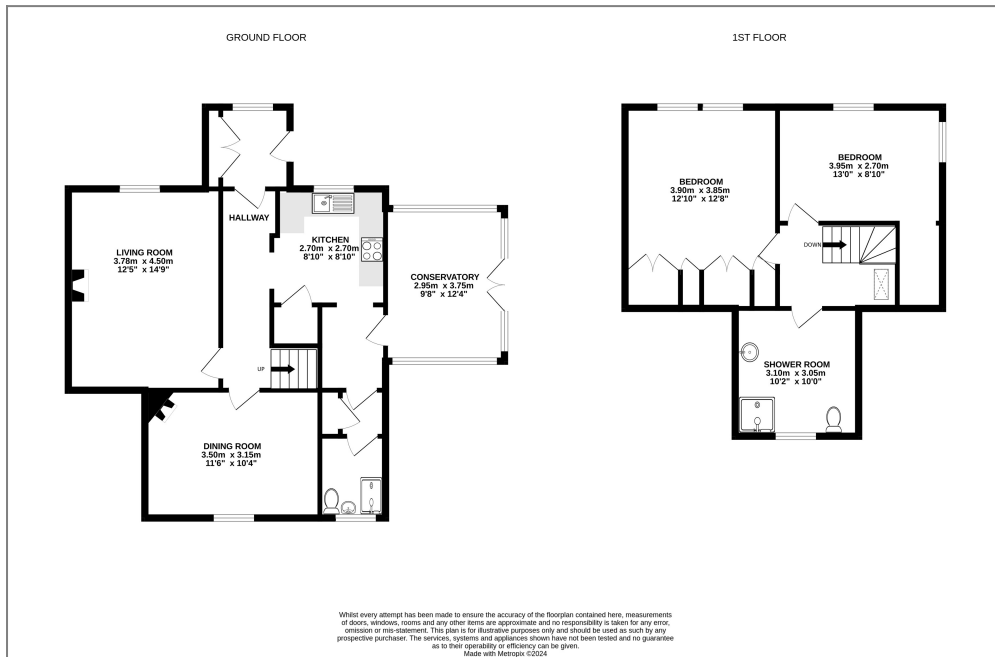 GROUND FLOOR
HALLWAY
LIVING ROOM
3.78m x 4.50m
12'5" x 14'9"
KITCHEN
2.70m x 2.70m
8'10" x 8'10"
CONSERVATORY
2.95m x 3.75m
9'8" x 12'4"
UP
DINING ROOM
3.50m x 3.15m
11'6" x 10'4"
1ST FLOOR
BEDROOM
3.90m x 3.85m
12'10" x 12'8"
BEDROOM
3.95m x 2.70m
13'0" x 8'10"
DOWN
SHOWER ROOM
3.10m x 3.05m
10'2" x 10'0"
Whilst every attempt has been made to ensure the accuracy of the floorplan contained here, measurements
of doors, windows, rooms and any other items are approximate and no responsibility is taken for any error,
omission or mis-statement. This plan is for illustrative purposes only and should be used as such by any
prospective purchaser. The services, systems and appliances shown have not been tested and no guarantee
as to their operability or efficiency can be given.
Made with Metropix ©2024